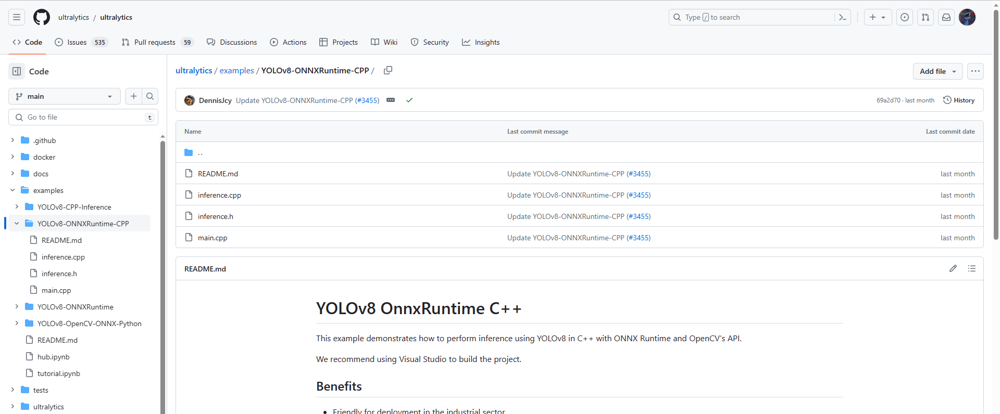 ultralytics / ultralytics
Type / to search
Code
Issues 535
Pull requests 59
Discussions
Actions
Projects
Wiki
Security
Insights
Code
main
Go to file
t
.github
docker
docs
examples
YOLOv8-CPP-Inference
YOLOv8-ONNXRuntime-CPP
README.md
inference.cpp
inference.h
main.cpp
YOLOv8-ONNXRuntime
YOLOv8-OpenCV-ONNX-Python
README.md
hub.ipynb
tutorial.ipynb
tests
ultralytics
ultralytics / examples / YOLOv8-ONNXRuntime-CPP /
Add file
DennisJcy Update YOLOv8-ONNXRuntime-CPP (#3455)
69a2d70 · last month
History
Name Last commit message Last commit date
..
README.md Update YOLOv8-ONNXRuntime-CPP (#3455) last month
inference.cpp Update YOLOv8-ONNXRuntime-CPP (#3455) last month
inference.h Update YOLOv8-ONNXRuntime-CPP (#3455) last month
main.cpp Update YOLOv8-ONNXRuntime-CPP (#3455) last month
README.md
YOLOv8 OnnxRuntime C++
This example demonstrates how to perform inference using YOLOv8 in C++ with ONNX Runtime and OpenCV's API.
We recommend using Visual Studio to build the project.
Benefits
• Friendly for deployment in the industrial sector.